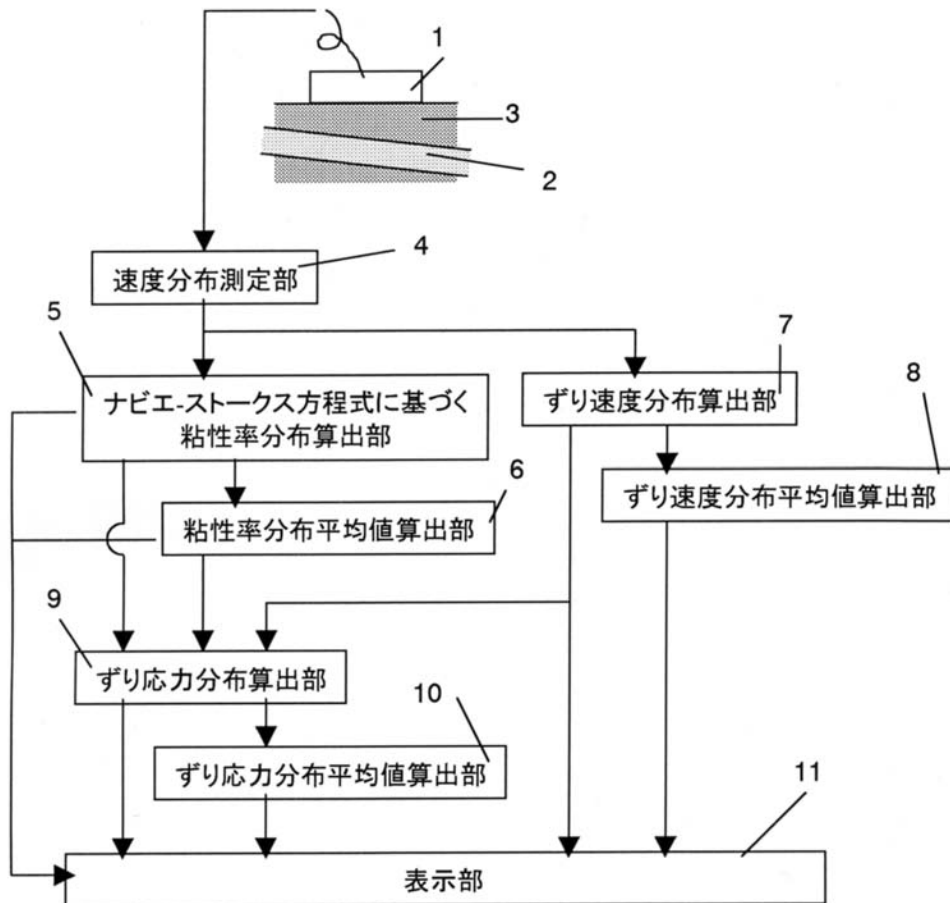 1
3
2
4
速度分布測定部
5
7
ナビエ-ストークス方程式に基づく
粘性率分布算出部
ずり速度分布算出部
8
6
ずり速度分布平均値算出部
粘性率分布平均値算出部
9
ずり応力分布算出部
10
ずり応力分布平均値算出部
11
表示部